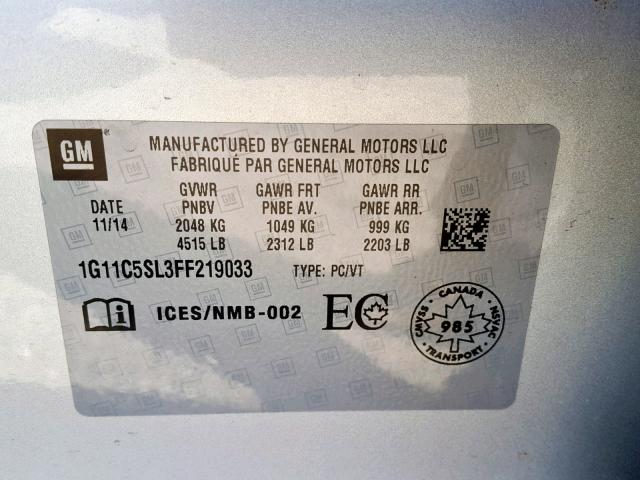 GM
MANUFACTURED BY GENERAL MOTORS LLC
FABRIQUÉ PAR GENERAL MOTORS LLC
GVWR GAWR FRT GAWR RR
DATE PNBV PNBE AV. PNBE ARR.
11/14 2048 KG 1049 KG 999 KG
4515 LB 2312 LB 2203 LB
1G11C5SL3FF219033 TYPE: PC/VT
i ICES/NMB-002 EC
CANADA
CMVSS 985 NSVAC
TRANSPORT